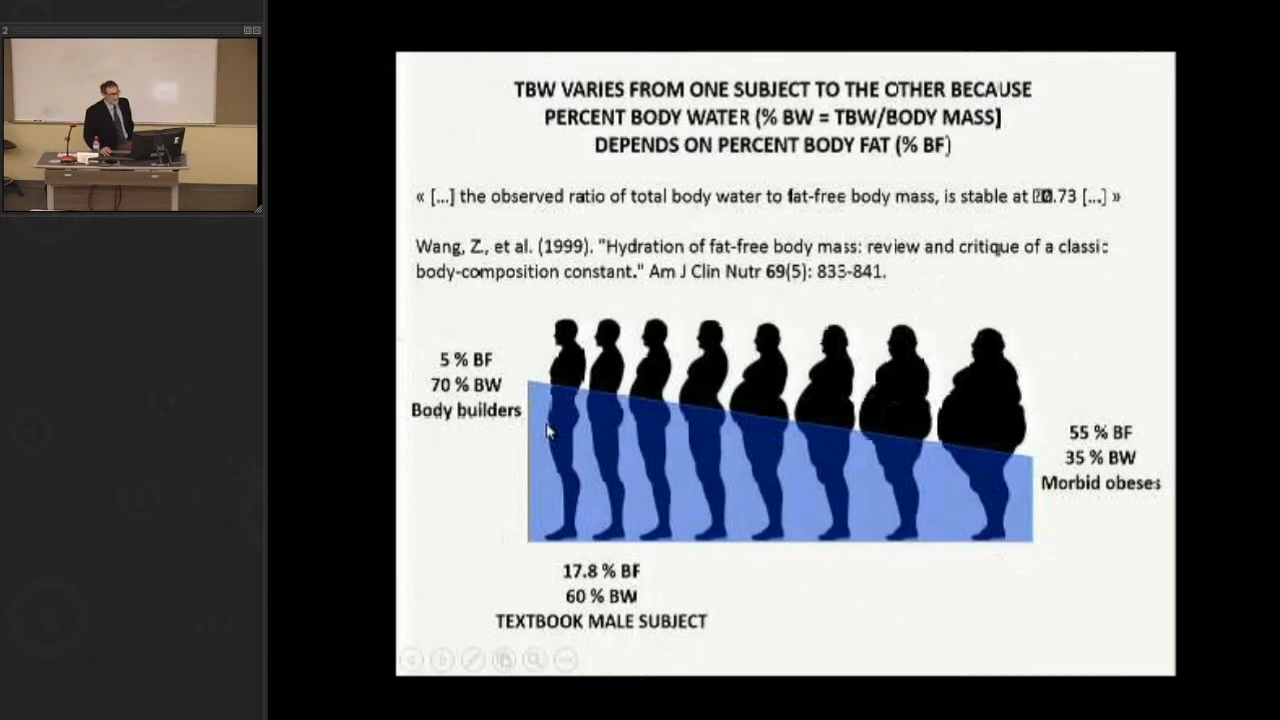 2
TBW VARIES FROM ONE SUBJECT TO THE OTHER BECAUSE
PERCENT BODY WATER (% BW = TBW/BODY MASS]
DEPENDS ON PERCENT BODY FAT (% BF)
« [...] the observed ratio of total body water to fat-free body mass, is stable at 0.73 [...] »
Wang, Z., et al. (1999). "Hydration of fat-free body mass: review and critique of a classic
body-composition constant." Am J Clin Nutr 69(5): 833-841.
5 % BF
70 % BW
Body builders
55 % BF
35 % BW
Morbid obeses
17.8 % BF
60 % BW
TEXTBOOK MALE SUBJECT